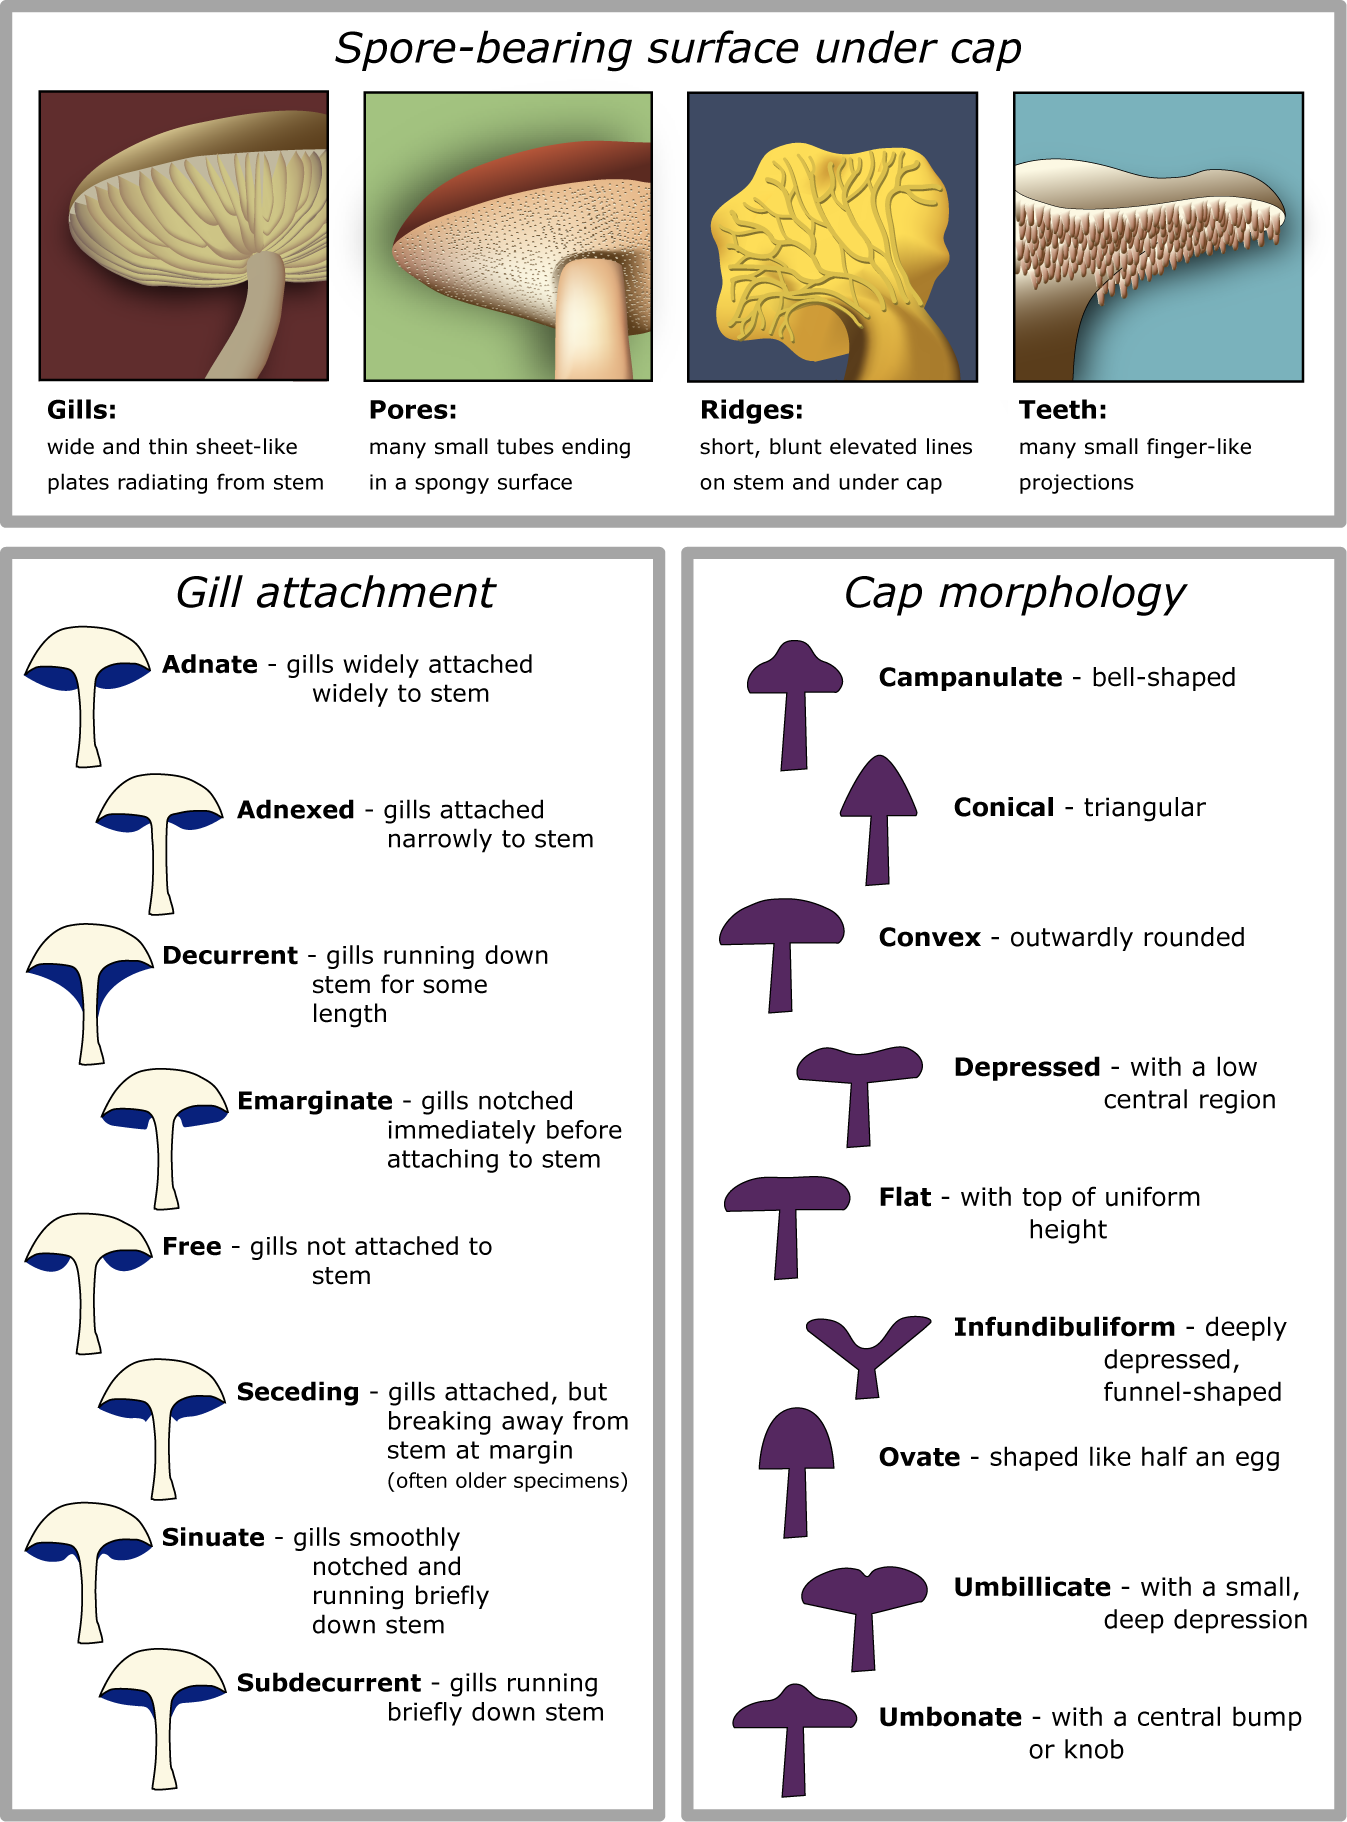 Spore-bearing surface under cap
Gills:
wide and thin sheet-like
plates radiating from stem
Pores:
many small tubes ending
in a spongy surface
Ridges:
short, blunt elevated lines
on stem and under cap
Teeth:
many small finger-like
projections
Gill attachment
Adnate - gills widely attached
widely to stem
Adnexed - gills attached
narrowly to stem
Decurrent - gills running down
stem for some
length
Emarginate - gills notched
immediately before
attaching to stem
Free - gills not attached to
stem
Seceding - gills attached, but
breaking away from
stem at margin
(often older specimens)
Sinuate - gills smoothly
notched and
running briefly
down stem
Subdecurrent - gills running
briefly down stem
Cap morphology
Campanulate - bell-shaped
Conical - triangular
Convex - outwardly rounded
Depressed - with a low
central region
Flat - with top of uniform
height
Infundibuliform - deeply
depressed,
funnel-shaped
Ovate - shaped like half an egg
Umbillicate - with a small,
deep depression
Umbonate - with a central bump
or knob